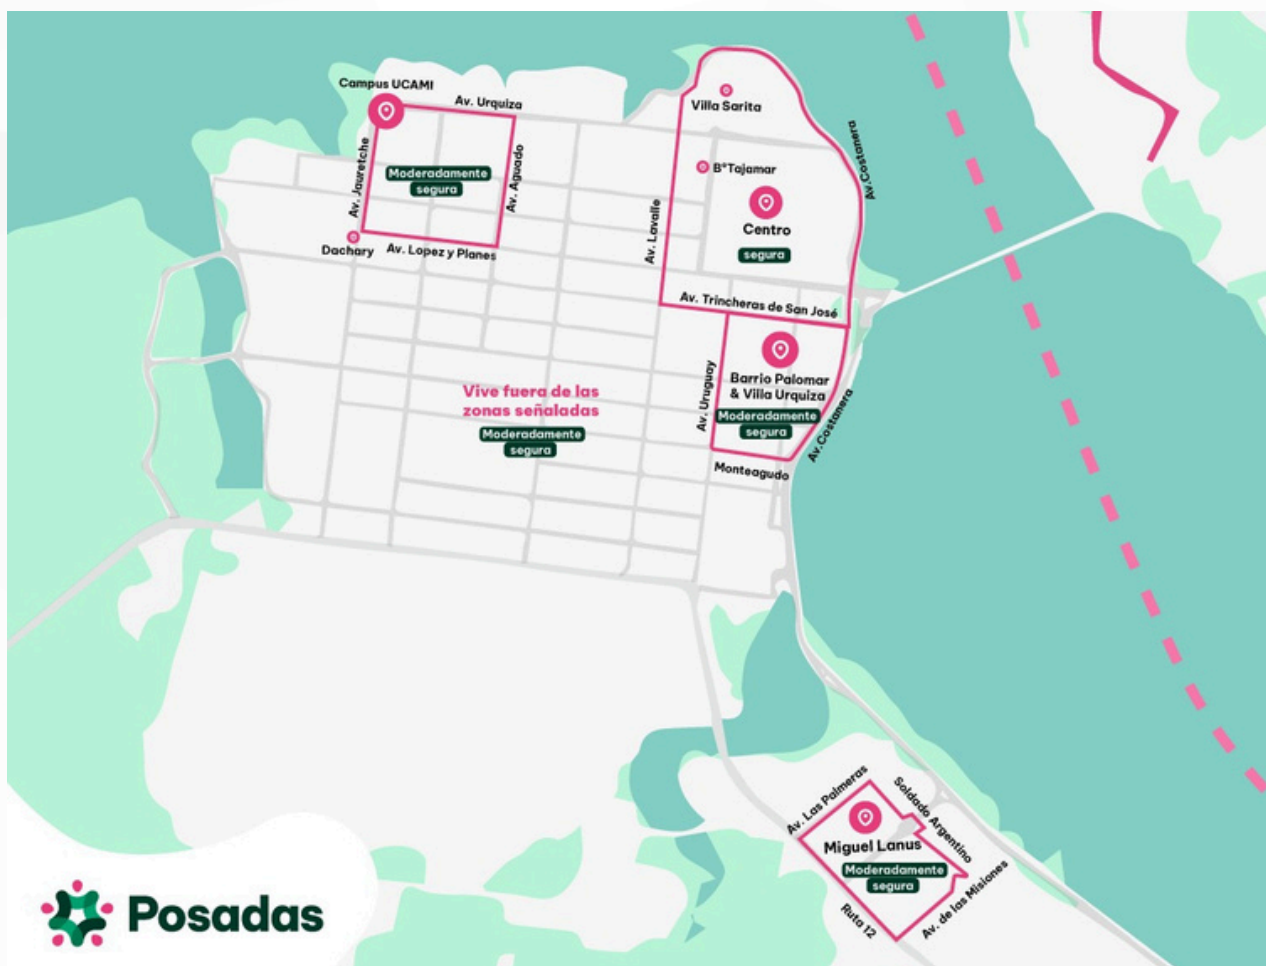 Campus UCAMI
Av. Urquiza
Av. Jauretche
Moderadamente
segura
Av. Aguado
Dachary
Av. Lopez y Planes
Villa Sarita
B°Tajamar
Av.Costanera
Centro
segura
Av. Lavalle
Av. Trincheras de San José
Av. Uruguay
Barrio Palomar
& Villa Urquiza
Moderadamente
segura
Av.Costanera
Monteagudo
Vive fuera de las
zonas señaladas
Moderadamente
segura
Av. Las Palmeras
Soldado Argentino
Miguel Lanus
Moderadamente
segura
Ruta 12
Av. de las Misiones
Posadas